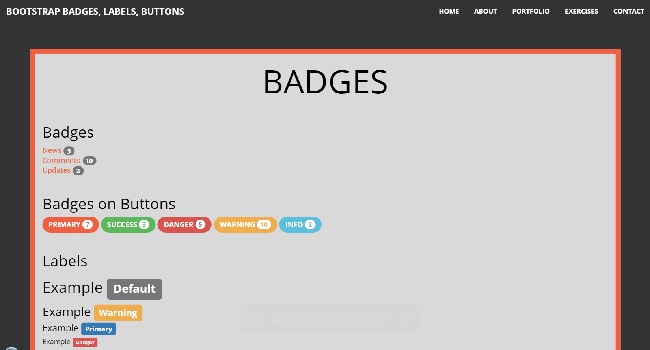 BOOTSTRAP BADGES, LABELS, BUTTONS
HOME ABOUT PORTFOLIO EXERCISES CONTACT
BADGES
Badges
News 5
Comments 10
Updates 2
Badges on Buttons
PRIMARY 7 SUCCESS 3 DANGER 5 WARNING 10 INFO 2
Labels
Example Default
Example Warning
Example Primary
Example Danger